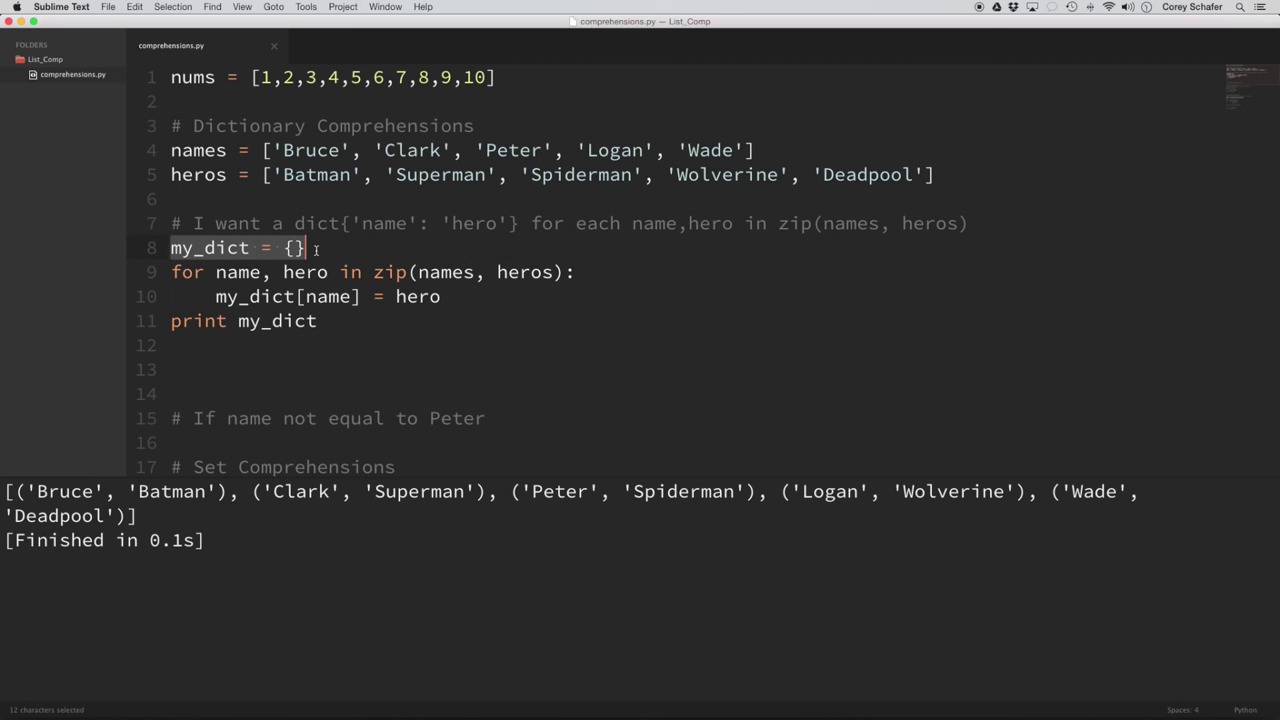 Sublime Text File Edit Selection Find View Goto Tools Project Window Help Corey Schafer
comprehensions.py — List_Comp
FOLDERS
List_Comp
comprehensions.py
comprehensions.py
1 nums = [1,2,3,4,5,6,7,8,9,10]
2
3 # Dictionary Comprehensions
4 names = ['Bruce', 'Clark', 'Peter', 'Logan', 'Wade']
5 heros = ['Batman', 'Superman', 'Spiderman', 'Wolverine', 'Deadpool']
6
7 # I want a dict{'name': 'hero'} for each name,hero in zip(names, heros)
8 my_dict = {}
9 for name, hero in zip(names, heros):
10 my_dict[name] = hero
11 print my_dict
12
13
14
15 # If name not equal to Peter
16
17 # Set Comprehensions
[('Bruce', 'Batman'), ('Clark', 'Superman'), ('Peter', 'Spiderman'), ('Logan', 'Wolverine'), ('Wade',
'Deadpool')]
[Finished in 0.1s]
12 characters selected Spaces: 4 Python